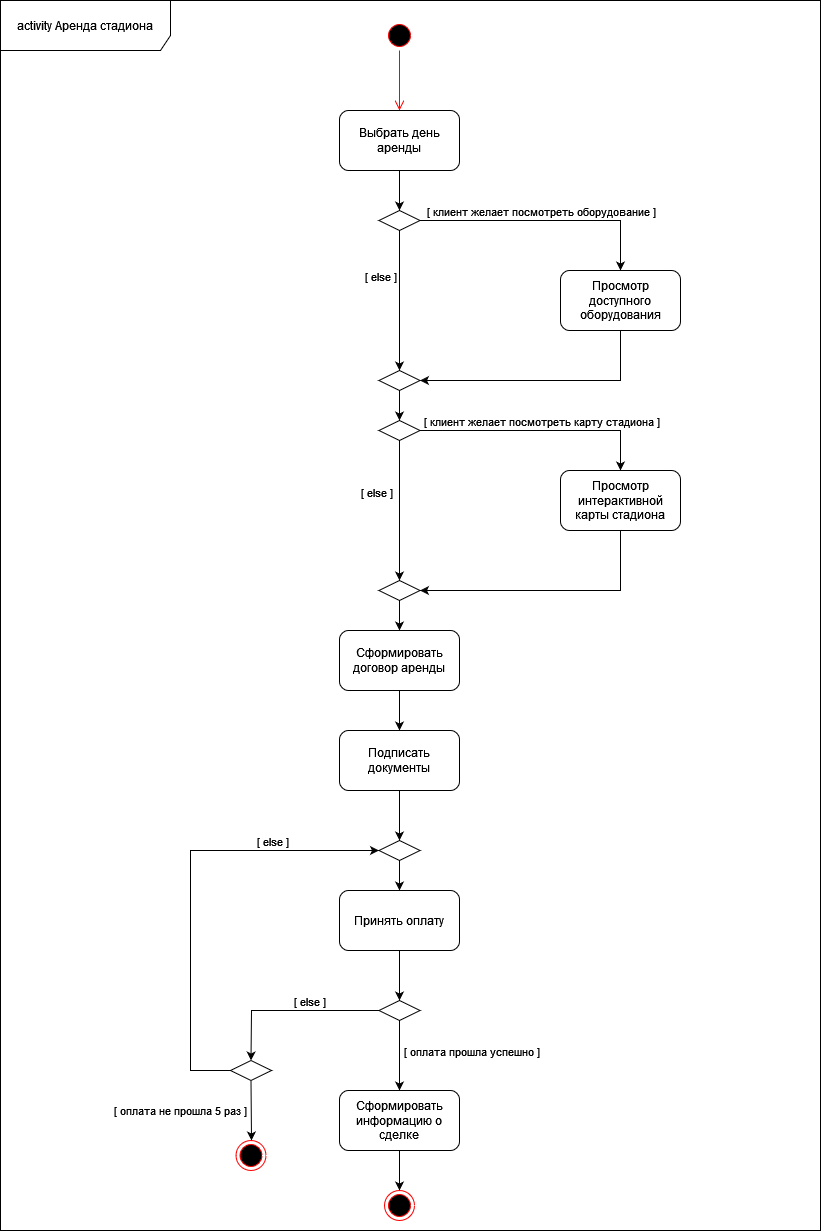 activity Аренда стадиона
Выбрать день
аренды
[ клиент желает посмотреть оборудование ]
[ else ]
Просмотр
доступного
оборудования
[ клиент желает посмотреть карту стадиона ]
[ else ]
Просмотр
интерактивной
карты стадиона
Сформировать
договор аренды
Подписать
документы
[ else ]
Принять оплату
[ else ]
[ оплата прошла успешно ]
[ оплата не прошла 5 раз ]
Сформировать
информацию о
сделке